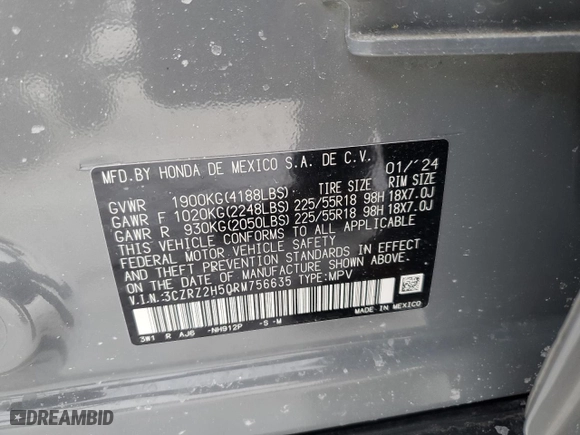 MFD.BY HONDA DE MEXICO S.A. DE C.V. 01/'24
GVWR 1900KG(4188LBS) TIRE SIZE RIM SIZE
GAWR F 1020KG(2248LBS) 225/55R18 98H 18X7.0J
GAWR R 930KG(2050LBS) 225/55R18 98H 18X7.0J
THIS VEHICLE CONFORMS TO ALL APPLICABLE
FEDERAL MOTOR VEHICLE SAFETY
AND THEFT PREVENTION STANDARDS IN
EFFECT ON THE DATE OF MANUFACTURE SHOWN ABOVE.
V.I.N.:3CZRZ2H50RM756635 TYPE:MPV
3W1 R AJ6 -NH912P -S -M
MADE IN MEXICO
DREAMBID